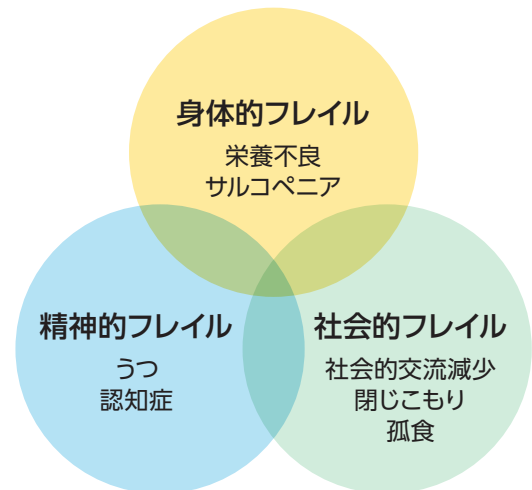 身体的フレイル
栄養不良
サルコペニア
精神的フレイル
うつ
認知症
社会的フレイル
社会的交流減少
閉じこもり
孤食